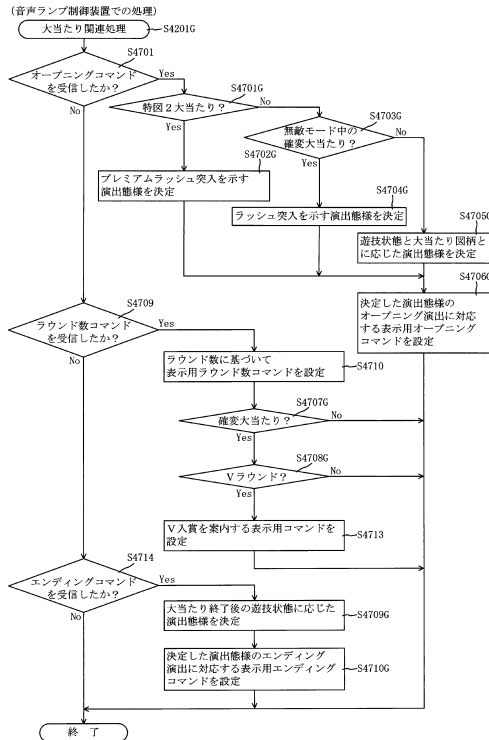 (音声ランプ制御装置での処理)
大当たり関連処理
S4201G
S4701
オープニングコマンド
を受信したか?
Yes
No
S4701G
特図2大当たり?
No
Yes
S4703G
無敵モード中の
確変大当たり?
No
Yes
S4702G
プレミアムラッシュ突入を示す
演出態様を決定
S4704G
ラッシュ突入を示す演出態様を決定
S4705G
遊技状態と大当たり図柄と
に応じた演出態様を決定
S4706G
決定した演出態様の
オープニング演出に対応
する表示用オープニング
コマンドを設定
S4709
ラウンド数コマンド
を受信したか?
Yes
No
ラウンド数に基づいて
表示用ラウンド数コマンドを設定
S4710
S4707G
確変大当たり?
No
Yes
S4708G
Vラウンド?
No
Yes
V入賞を案内する表示用コマンドを
設定
S4713
S4714
エンディングコマンド
を受信したか?
Yes
No
大当たり終了後の遊技状態に応じた
演出態様を決定
S4709G
決定した演出態様のエンディング
演出に対応する表示用エンディング
コマンドを設定
S4710G
終 了